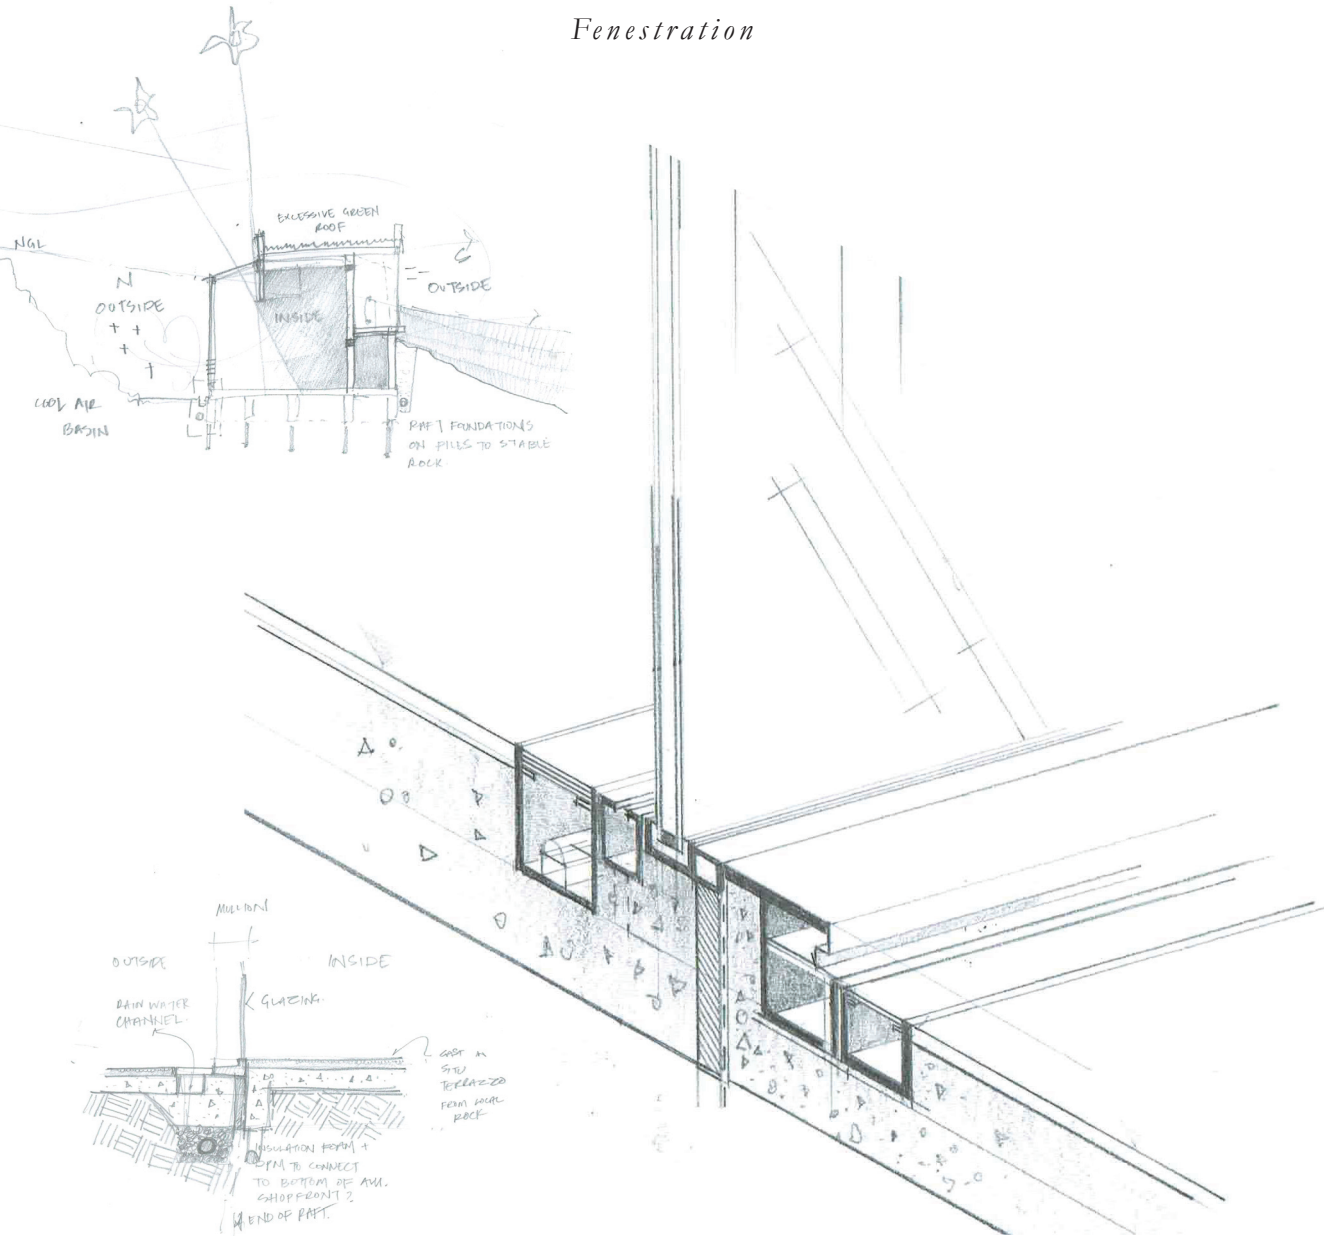 Fenestration
EXCESSIVE GREEN
ROOF
NGL
N
OUTSIDE
INSIDE
OUTSIDE
COOL AIR
BASIN
RAFT FOUNDATIONS
ON PILES TO STABLE
ROCK.
MULLION
OUTSIDE
INSIDE
RAIN WATER
CHANNEL.
GLAZING.
CAST IN
SITU
TERRAZZO
FROM LOCAL
ROCK
INSULATION FOAM +
DPM TO CONNECT
TO BOTTOM OF ALU.
SHOPFRONT ?
END OF RAFT.